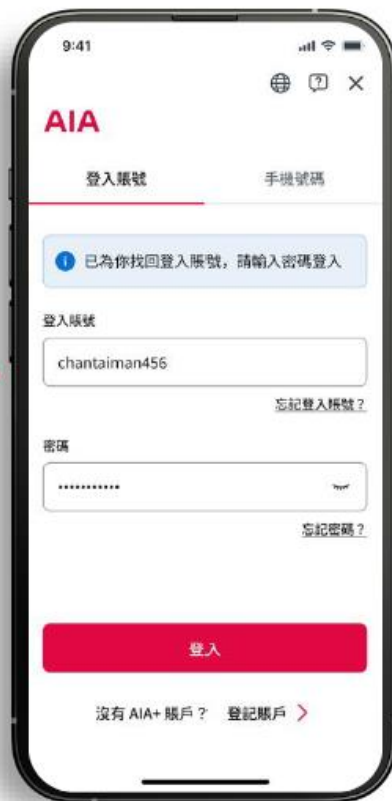 9:41
AIA
登入賬號
手機號碼
已為你找回登入賬號，請輸入密碼登入
登入賬號
chantaiman456
忘記登入賬號？
密碼
•••••••••••
忘記密碼？
登入
沒有 AIA+ 賬戶？ 登記賬戶